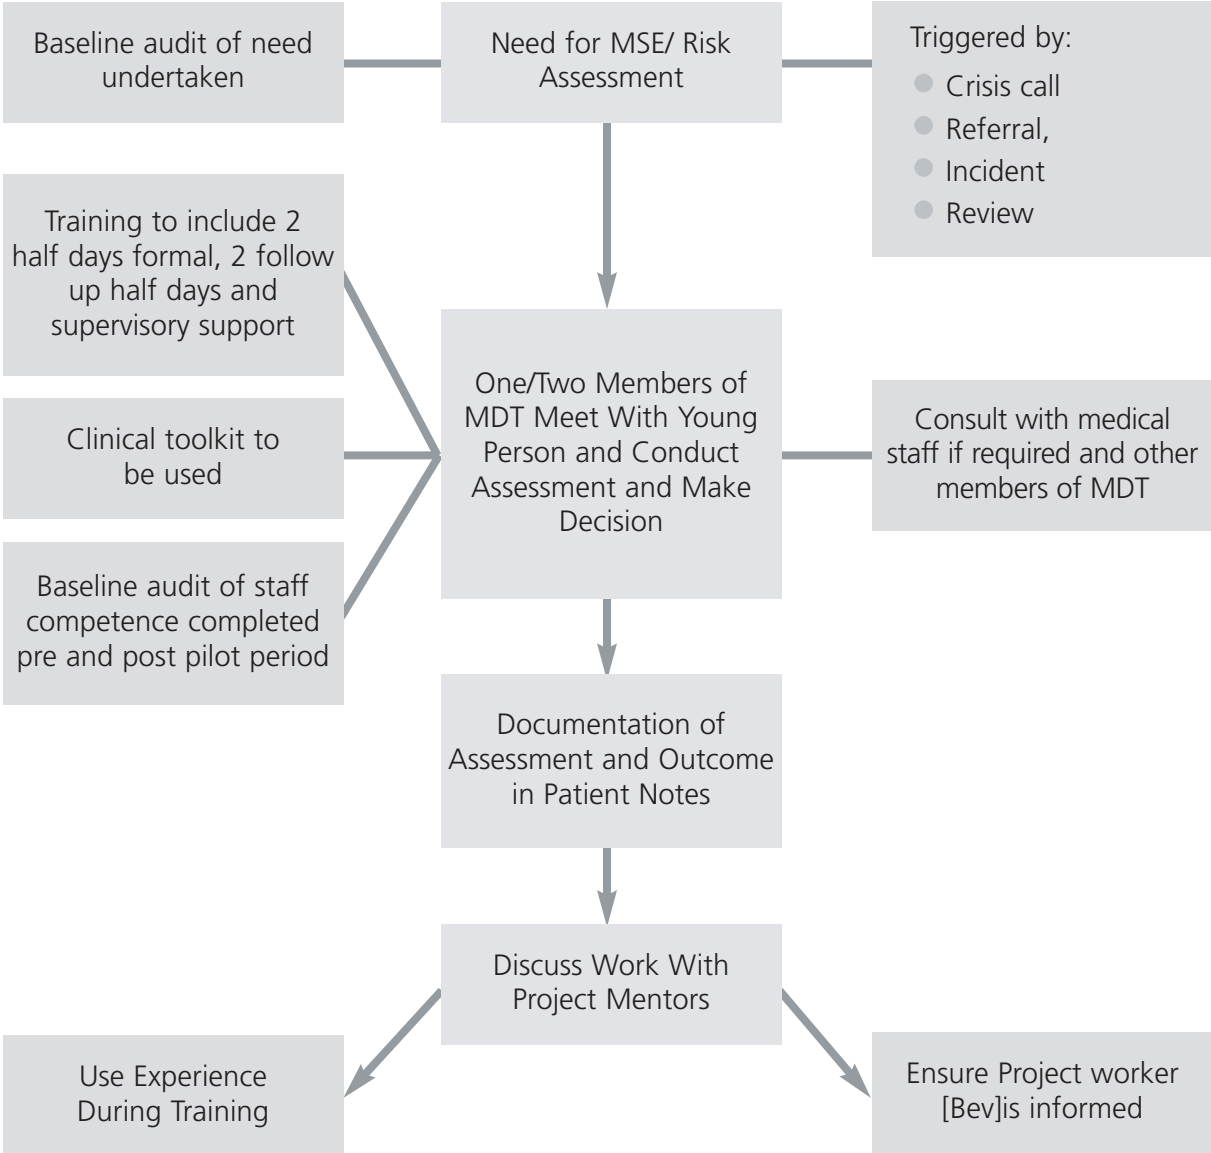 Baseline audit of need
undertaken
Need for MSE/ Risk
Assessment
Triggered by:
Crisis call
Referral,
Incident
Review
Training to include 2
half days formal, 2 follow
up half days and
supervisory support
Clinical toolkit to
be used
Baseline audit of staff
competence completed
pre and post pilot period
One/Two Members of
MDT Meet With Young
Person and Conduct
Assessment and Make
Decision
Consult with medical
staff if required and other
members of MDT
Documentation of
Assessment and Outcome
in Patient Notes
Discuss Work With
Project Mentors
Use Experience
During Training
Ensure Project worker
[Bev]is informed